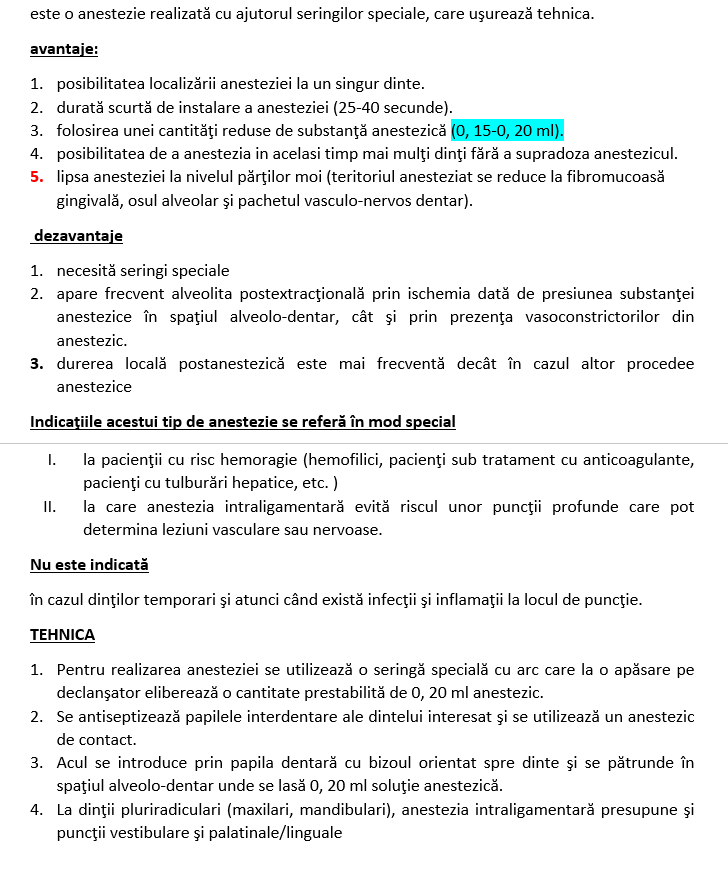 este o anestezie realizată cu ajutorul seringilor speciale, care uşurează tehnica.
avantaje:
1. posibilitatea localizării anesteziei la un singur dinte.
2. durată scurtă de instalare a anesteziei (25-40 secunde).
3. folosirea unei cantităţi reduse de substanţă anestezică (0, 15-0, 20 ml).
4. posibilitatea de a anestezia in acelasi timp mai mulţi dinţi fără a supradoza anestezicul.
5. lipsa anesteziei la nivelul părţilor moi (teritoriul anesteziat se reduce la fibromucoasă
gingivală, osul alveolar şi pachetul vasculo-nervos dentar).
dezavantaje
1. necesită seringi speciale
2. apare frecvent alveolita postextracţională prin ischemia dată de presiunea substanţei
anestezice în spaţiul alveolo-dentar, cât şi prin prezenţa vasoconstrictorilor din
anestezic.
3. durerea locală postanestezică este mai frecventă decât în cazul altor procedee
anestezice
Indicaţiile acestui tip de anestezie se referă în mod special
I. la pacienţii cu risc hemoragie (hemofilici, pacienţi sub tratament cu anticoagulante,
pacienţi cu tulburări hepatice, etc. )
II. la care anestezia intraligamentară evită riscul unor puncţii profunde care pot
determina leziuni vasculare sau nervoase.
Nu este indicată
în cazul dinţilor temporari şi atunci când există infecţii şi inflamaţii la locul de puncţie.
TEHNICA
1. Pentru realizarea anesteziei se utilizează o seringă specială cu arc care la o apăsare pe
declanşator eliberează o cantitate prestabilită de 0, 20 ml anestezic.
2. Se antiseptizează papilele interdentare ale dintelui interesat şi se utilizează un anestezic
de contact.
3. Acul se introduce prin papila dentară cu bizoul orientat spre dinte şi se pătrunde în
spaţiul alveolo-dentar unde se lasă 0, 20 ml soluţie anestezică.
4. La dinţii pluriradiculari (maxilari, mandibulari), anestezia intraligamentară presupune şi
puncţii vestibulare şi palatinale/linguale